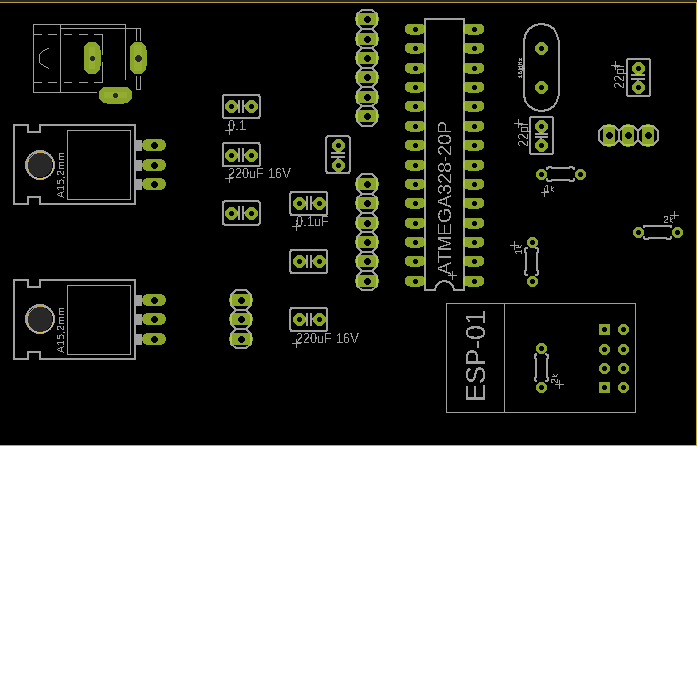 22pf
16MHz
0.1
22pf
A15,2mm
220uF 16V
ATMEGA328-20P
1k
0.1uF
2k
1k
A15,2mm
ESP-01
220uF 16V
2k